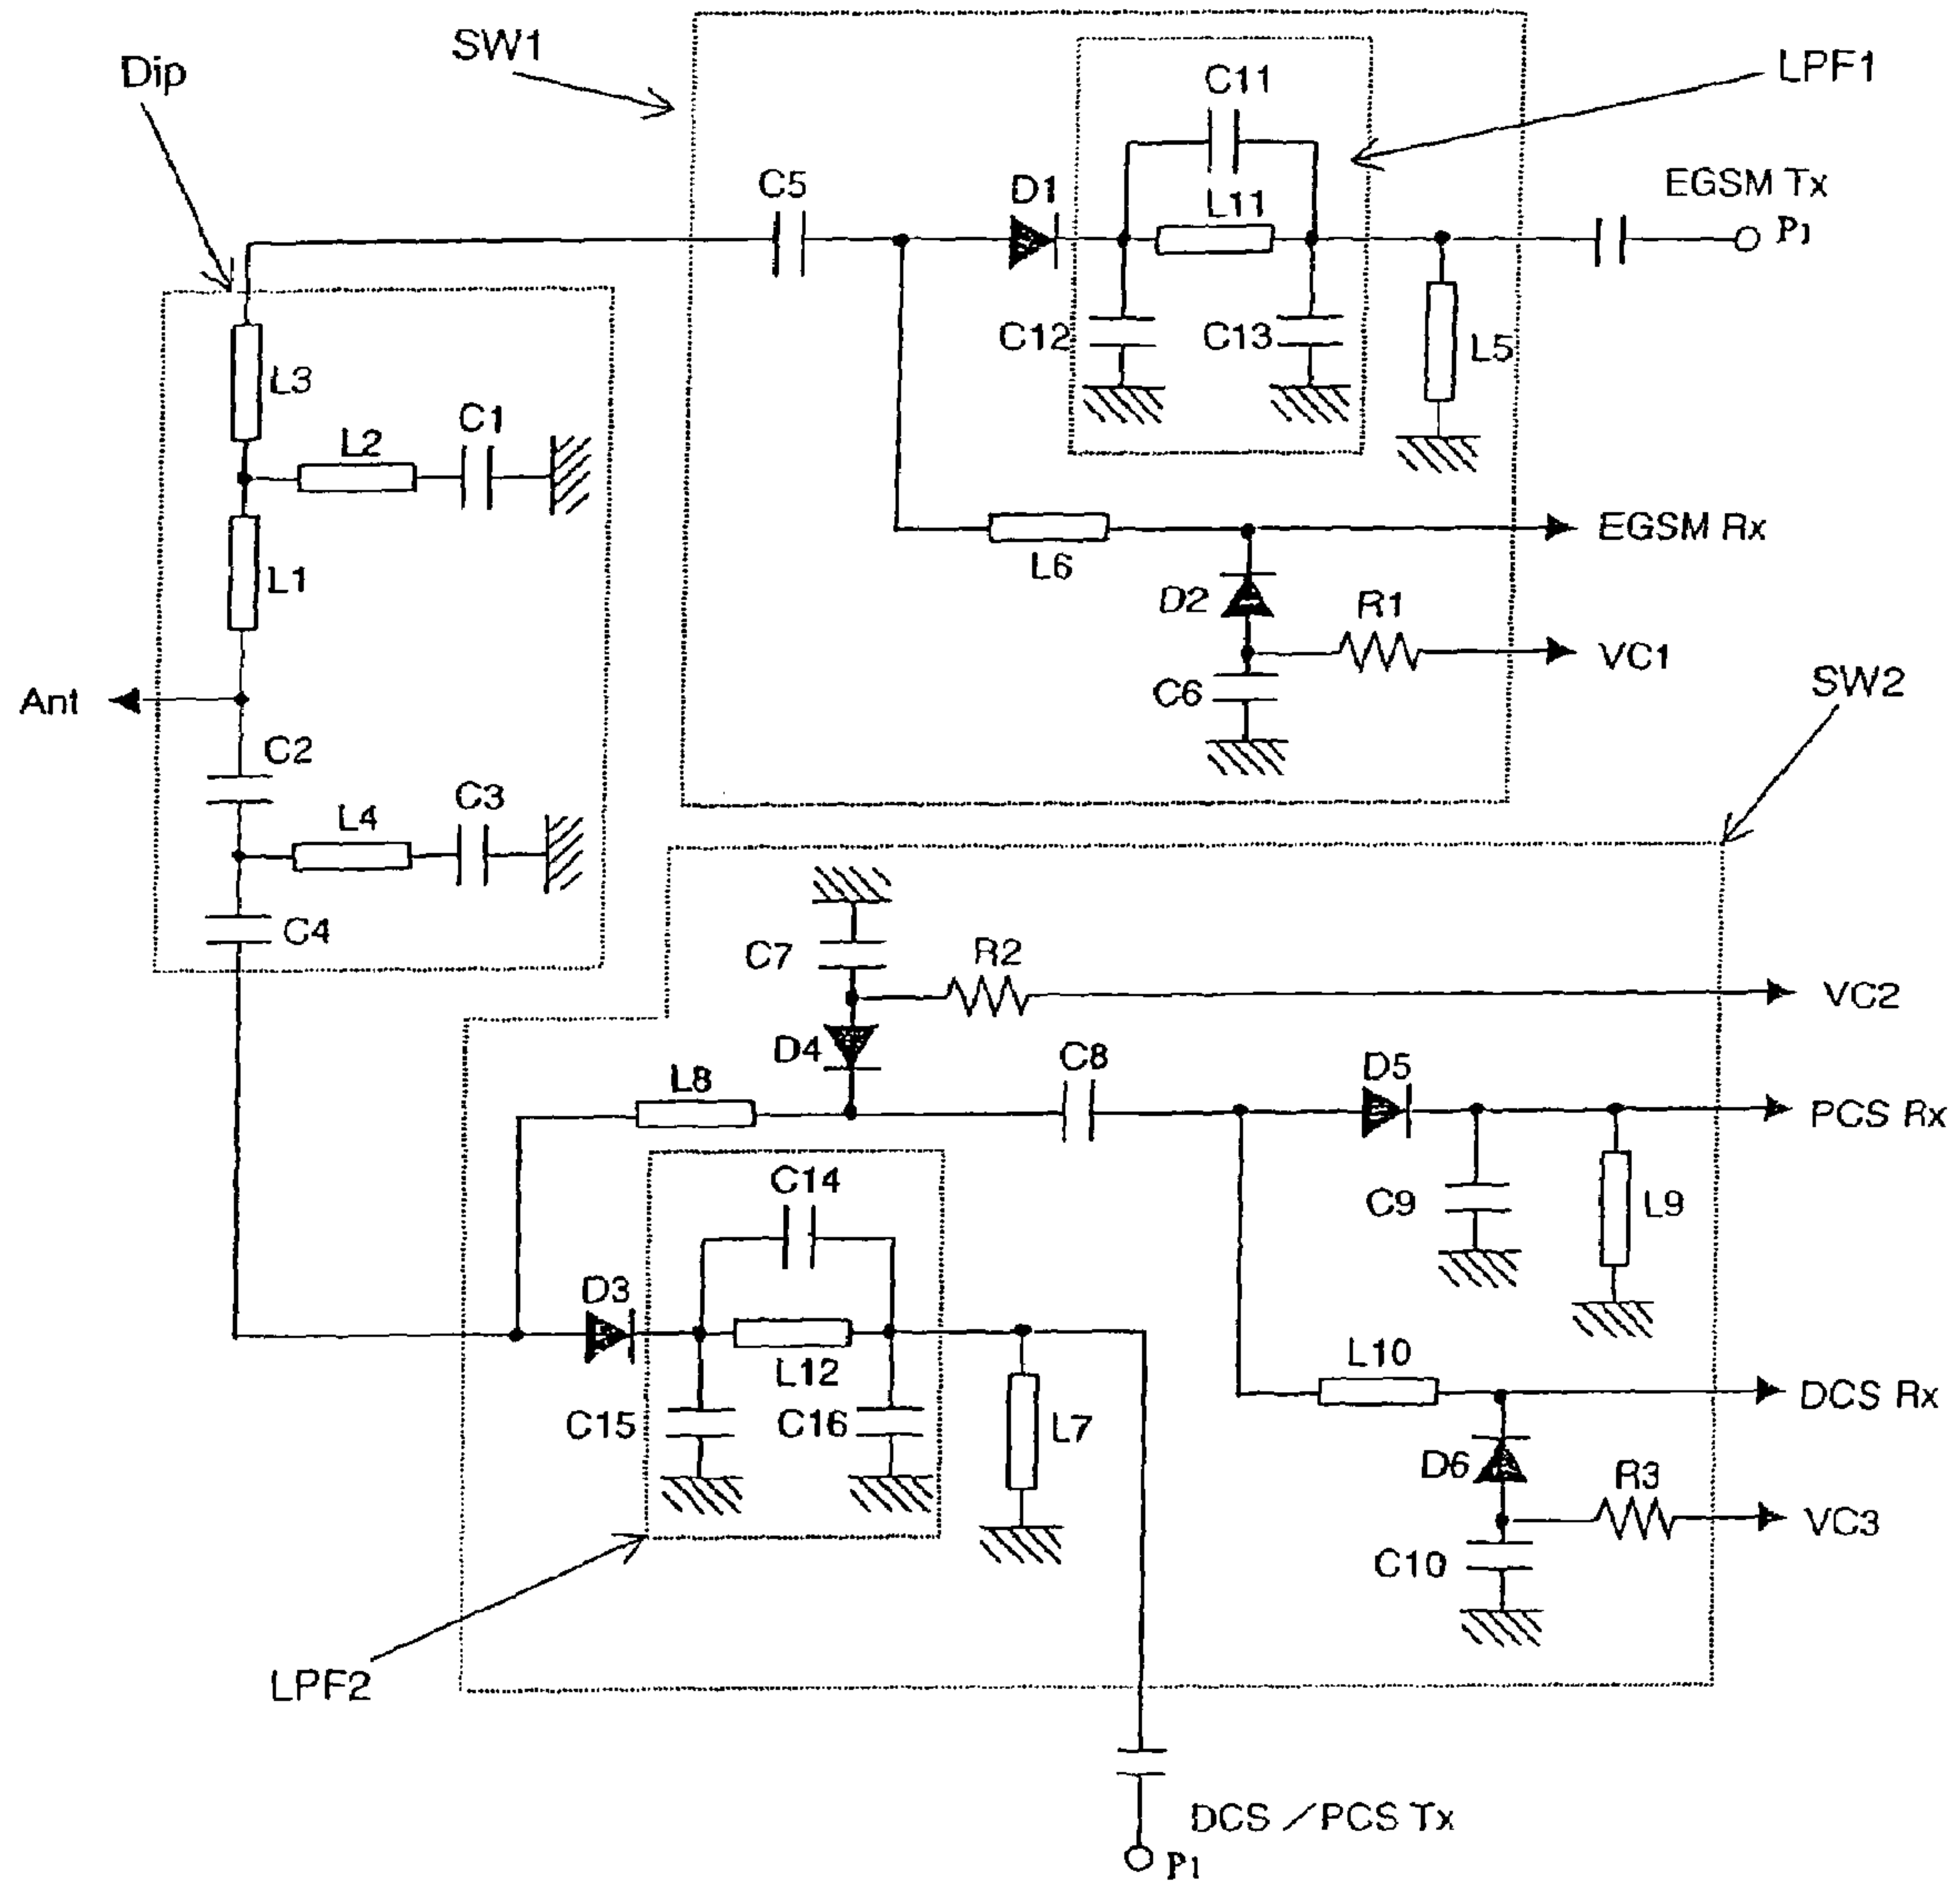 SW1
Dip
LPF1
C11
C5
D1
L11
EGSM Tx
P1
C12
C13
L5
L3
C1
L2
EGSM Rx
L6
L1
D2
R1
VC1
C6
SW2
Ant
C2
C3
L4
C4
C7
R2
VC2
D4
C8
D5
L8
PCS Rx
C14
C9
L9
D3
L12
L10
C15
C16
L7
DCS Rx
D6
R3
VC3
C10
LPF2
DCS /PCS Tx
P1